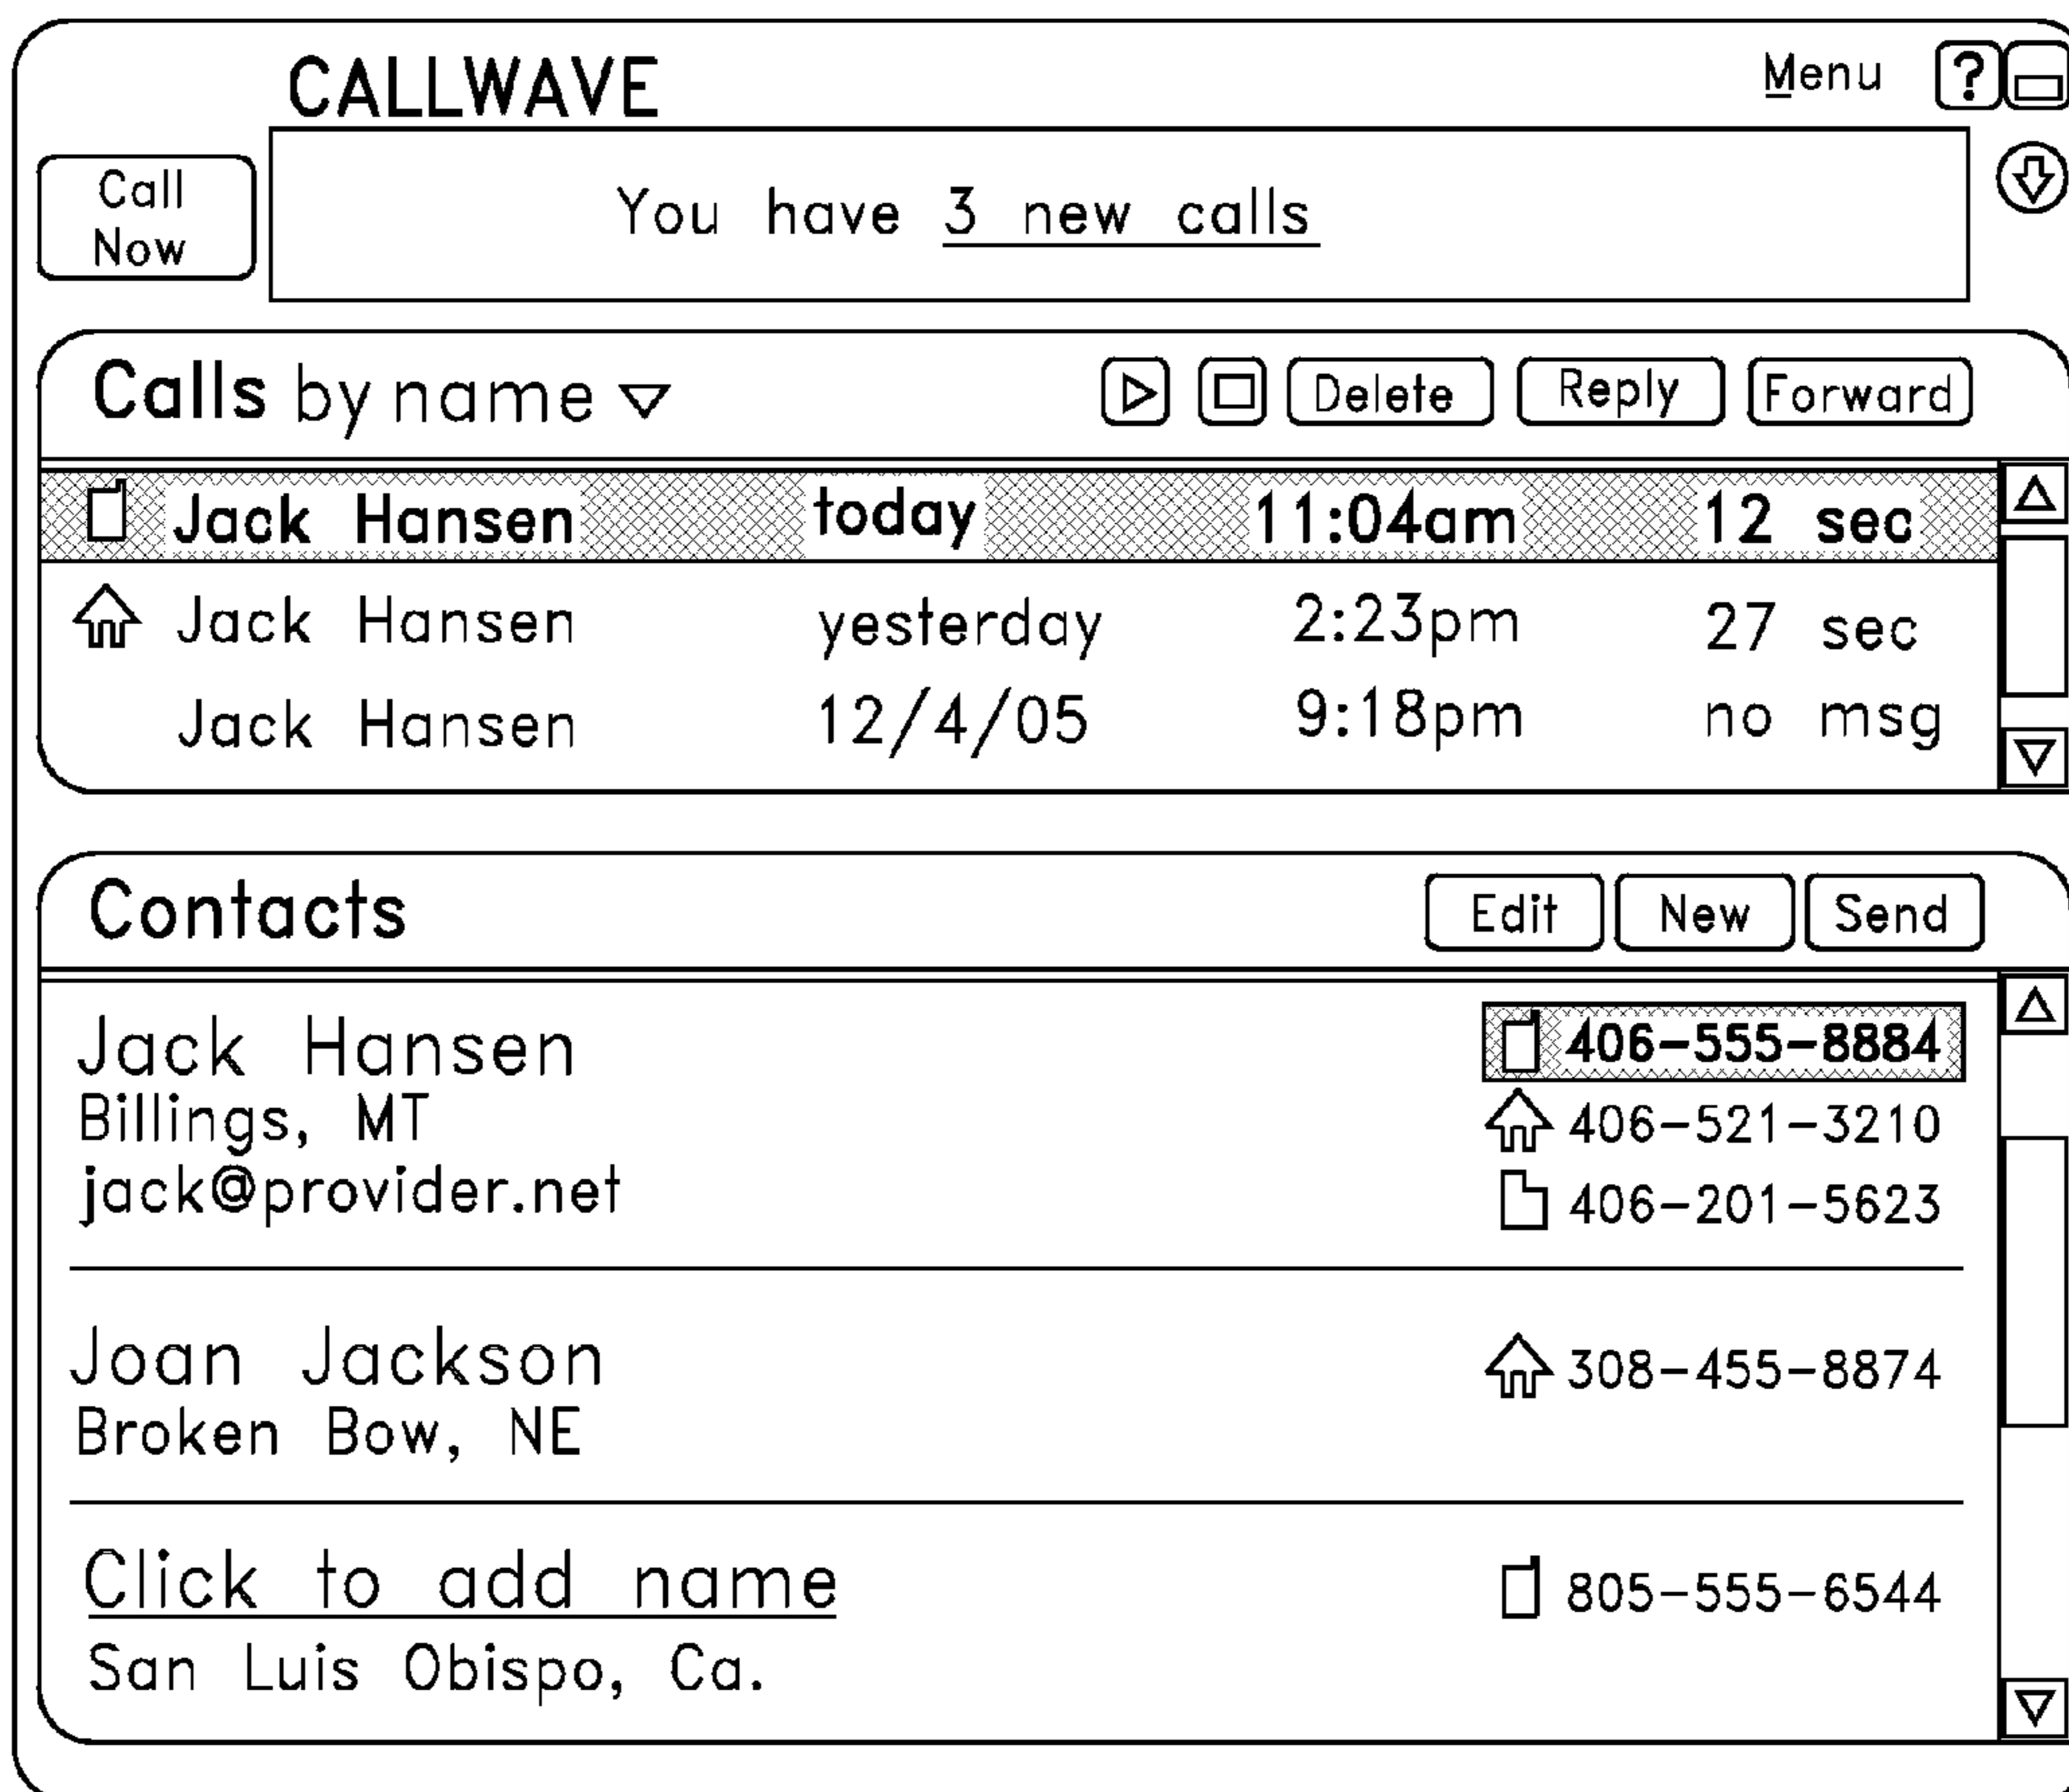 CALLWAVE
Menu ?
Call
Now
You have 3 new calls
Calls by name Delete Reply Forward
Jack Hansen today 11:04am 12 sec
Jack Hansen yesterday 2:23pm 27 sec
Jack Hansen 12/4/05 9:18pm no msg
Contacts Edit New Send
Jack Hansen 406-555-8884
Billings, MT 406-521-3210
jack@provider.net 406-201-5623
Joan Jackson 308-455-8874
Broken Bow, NE
Click to add name 805-555-6544
San Luis Obispo, Ca.